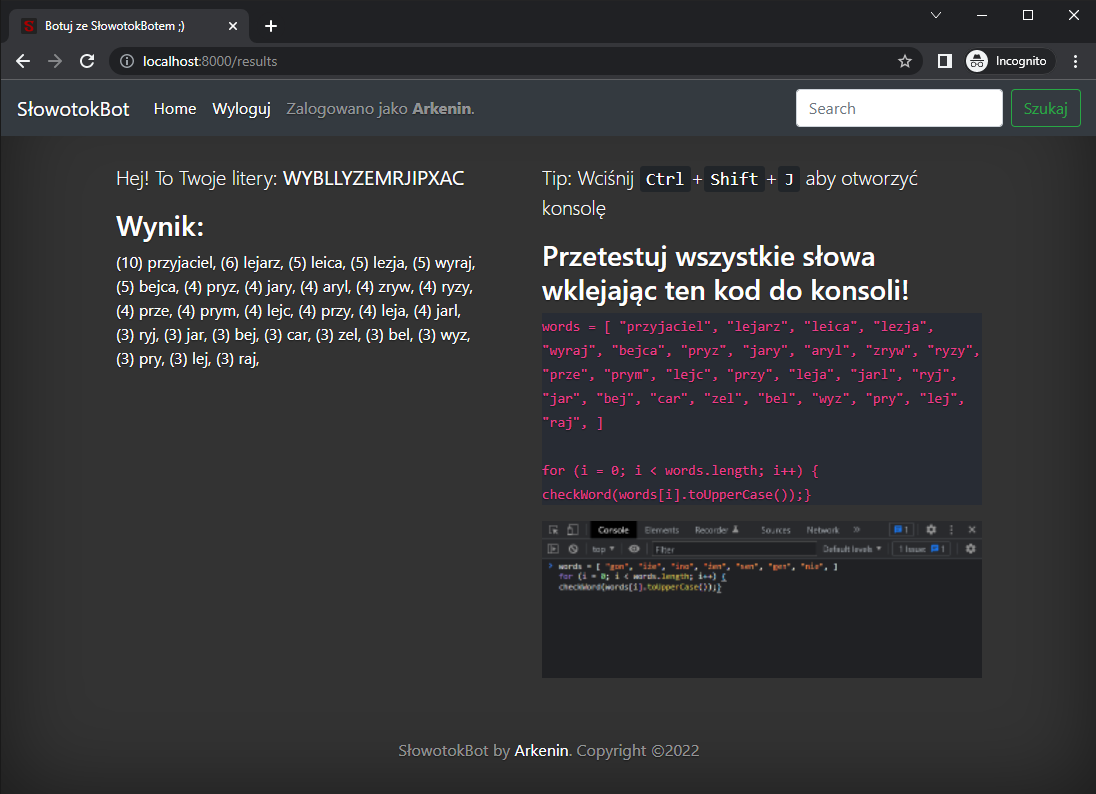 Botuj ze SłowotokBotem ;)
localhost:8000/results
Incognito
SłowotokBot
Home
Wyloguj
Zalogowano jako Arkenin.
Search
Szukaj
Hej! To Twoje litery: WYBLLYZEMRJIPXAC
Wynik:
(10) przyjaciel, (6) lejarz, (5) leica, (5) lezja, (5) wyraj,
(5) bejca, (4) pryz, (4) jary, (4) aryl, (4) zryw, (4) ryzy,
(4) prze, (4) prym, (4) lejc, (4) przy, (4) leja, (4) jarl,
(3) ryj, (3) jar, (3) bej, (3) car, (3) zel, (3) bel, (3) wyz,
(3) pry, (3) lej, (3) raj,
Tip: Wciśnij Ctrl + Shift + J aby otworzyć
konsolę
Przetestuj wszystkie słowa
wklejając ten kod do konsoli!
words = [ "przyjaciel", "lejarz", "leica", "lezja",
"wyraj", "bejca", "pryz", "jary", "aryl", "zryw", "ryzy",
"prze", "prym", "lejc", "przy", "leja", "jarl", "ryj",
"jar", "bej", "car", "zel", "bel", "wyz", "pry", "lej",
"raj", ]
for (i = 0; i < words.length; i++) {
checkWord(words[i].toUpperCase());}
Console Elements Recorder Sources Network » 1
top Filter Default levels 1 Issue 1
words = [ "gon", "ino", "sen", ]
for (i = 0; i < words.length; i++) {
checkWord(words[i].toUpperCase());}
SłowotokBot by Arkenin. Copyright ©2022